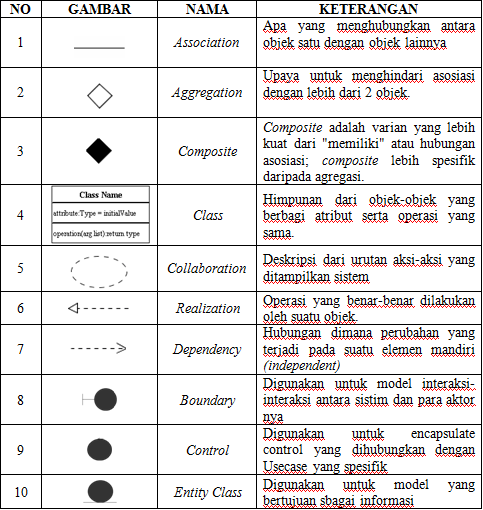 NO GAMBAR NAMA KETERANGAN
1 Association Apa yang menghubungkan antara
objek satu dengan objek lainnya
2 Aggregation Upaya untuk menghindari asosiasi
dengan lebih dari 2 objek.
3 Composite Composite adalah varian yang lebih
kuat dari "memiliki" atau hubungan
asosiasi; composite lebih spesifik
daripada agregasi.
4 Class Name
attribute:Type = initialValue
operation(arg list):return type
Class Himpunan dari objek-objek yang
berbagi atribut serta operasi yang
sama.
5 Collaboration Deskripsi dari urutan aksi-aksi yang
ditampilkan sistem
6 Realization Operasi yang benar-benar dilakukan
oleh suatu objek.
7 Dependency Hubungan dimana perubahan yang
terjadi pada suatu elemen mandiri
(independent)
8 Boundary Digunakan untuk model interaksi-
interaksi antara sistim dan para aktor
nya
9 Control Digunakan untuk encapsulate
control yang dihubungkan dengan
Usecase yang spesifik
10 Entity Class Digunakan untuk model yang
bertujuan sbagai informasi